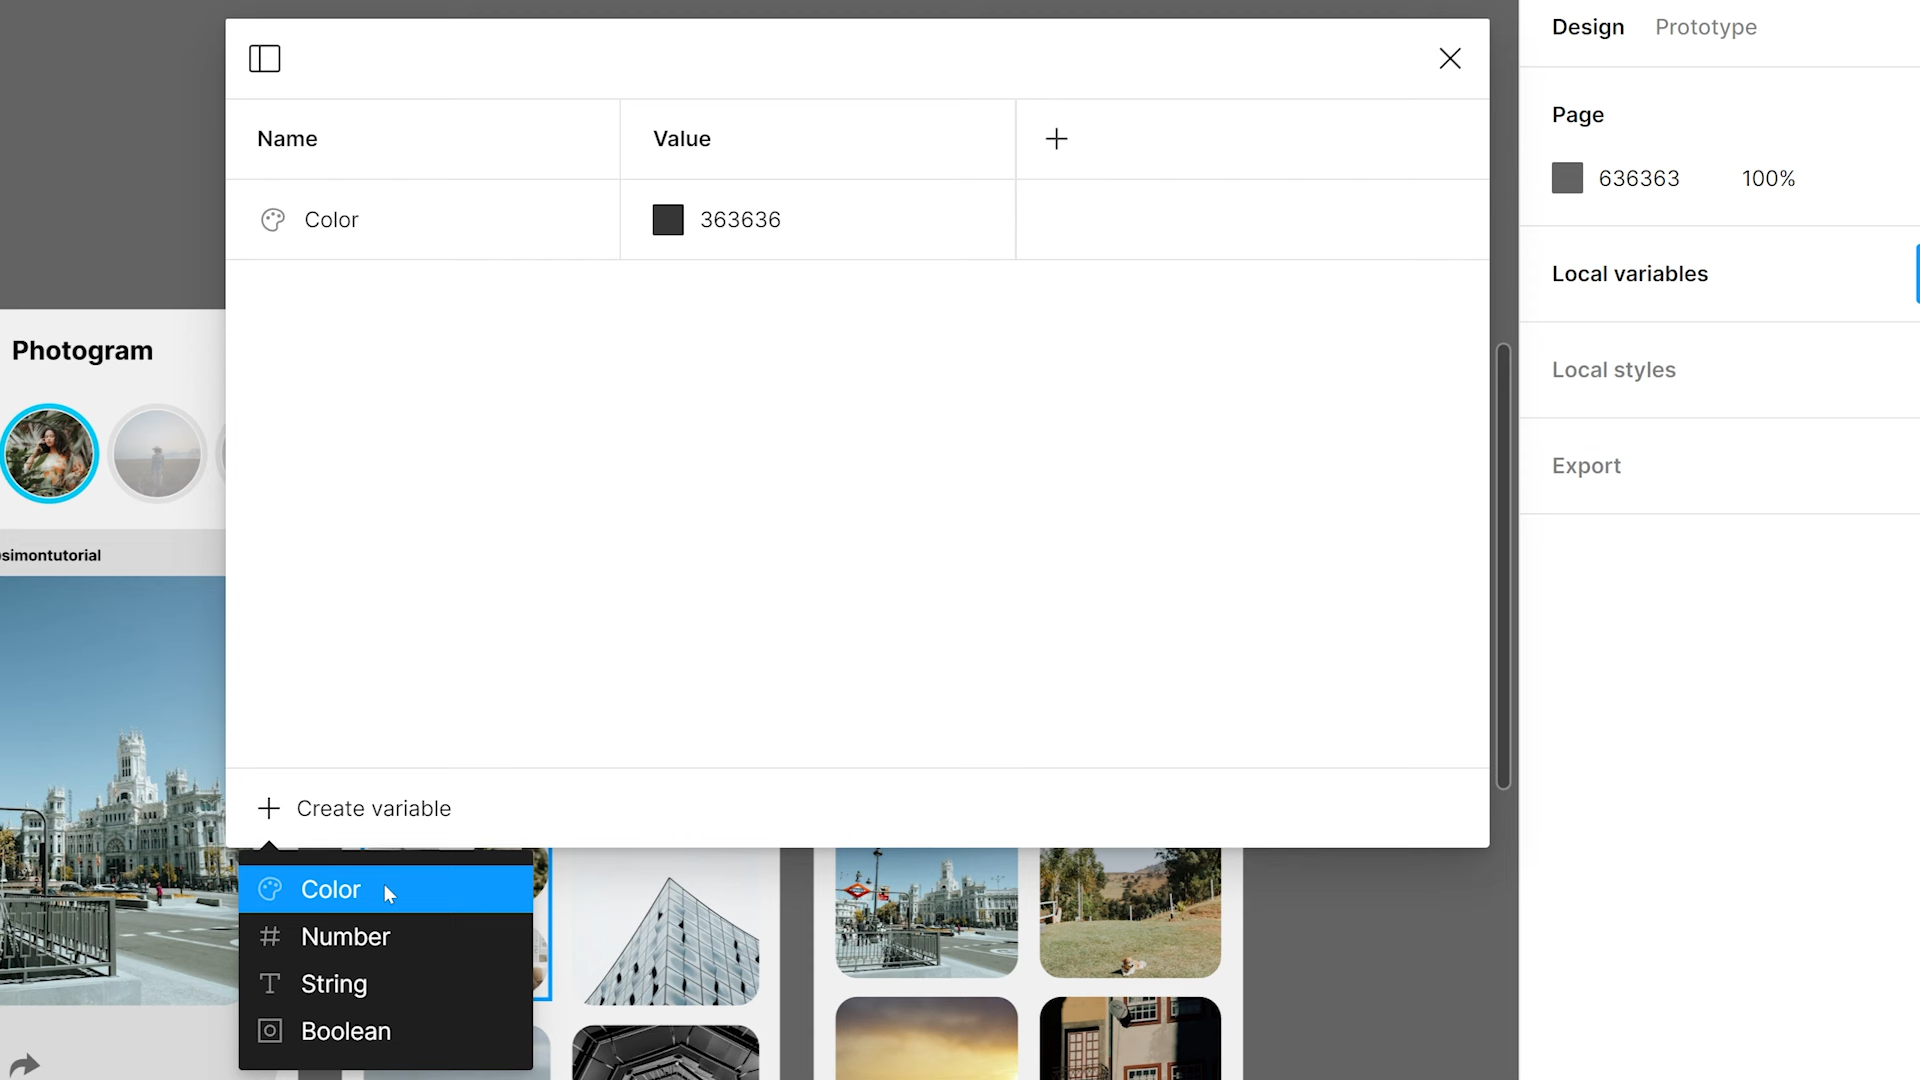 Design Prototype
Name Value
Page
636363 100%
Color 363636
Local variables
Photogram
Local styles
Export
simontutorial
Create variable
Color
Number
String
Boolean